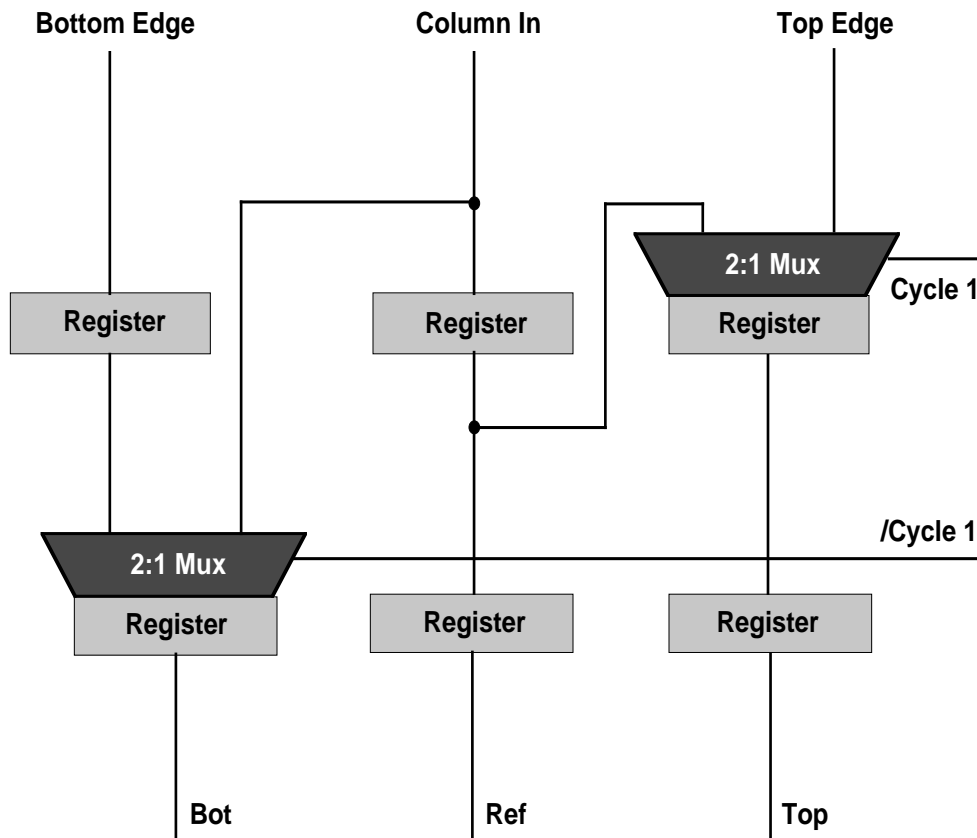 Bottom Edge
Column In
Top Edge
2:1 Mux
Cycle 1
Register
Register
Register
/Cycle 1
2:1 Mux
Register
Register
Register
Bot
Ref
Top